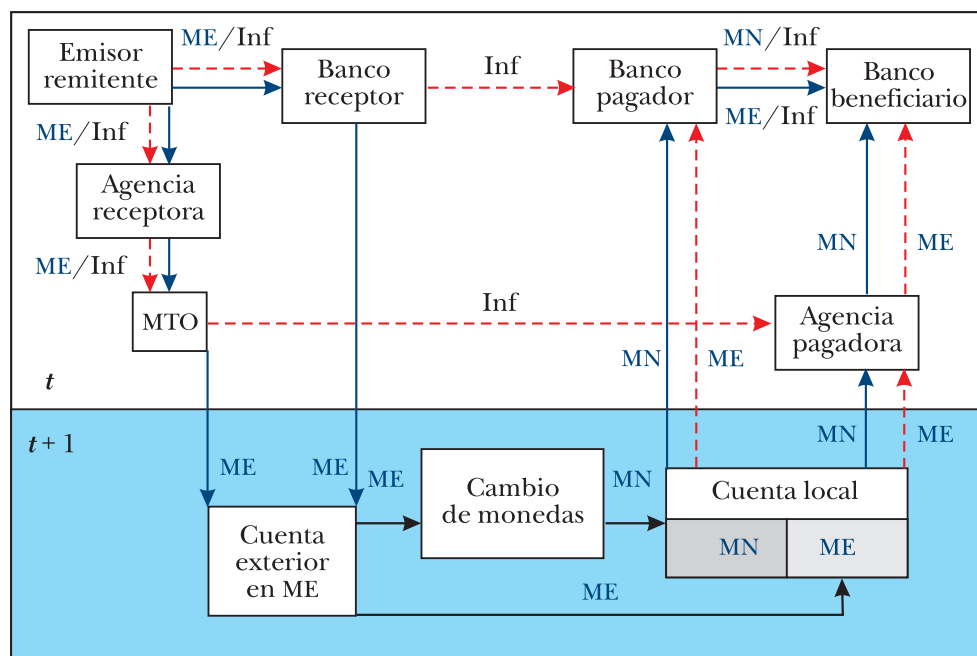 ME/Inf
MN/Inf
Emisor
remitente
Banco
receptor
Inf
Banco
pagador
Banco
beneficiario
ME/Inf
ME/Inf
Agencia
receptora
MN
ME
ME/Inf
MTO
Inf
Agencia
pagadora
MN
ME
t
t + 1
MN
ME
ME
ME
ME
Cambio
de monedas
MN
Cuenta local
MN
ME
Cuenta
exterior
en ME
ME